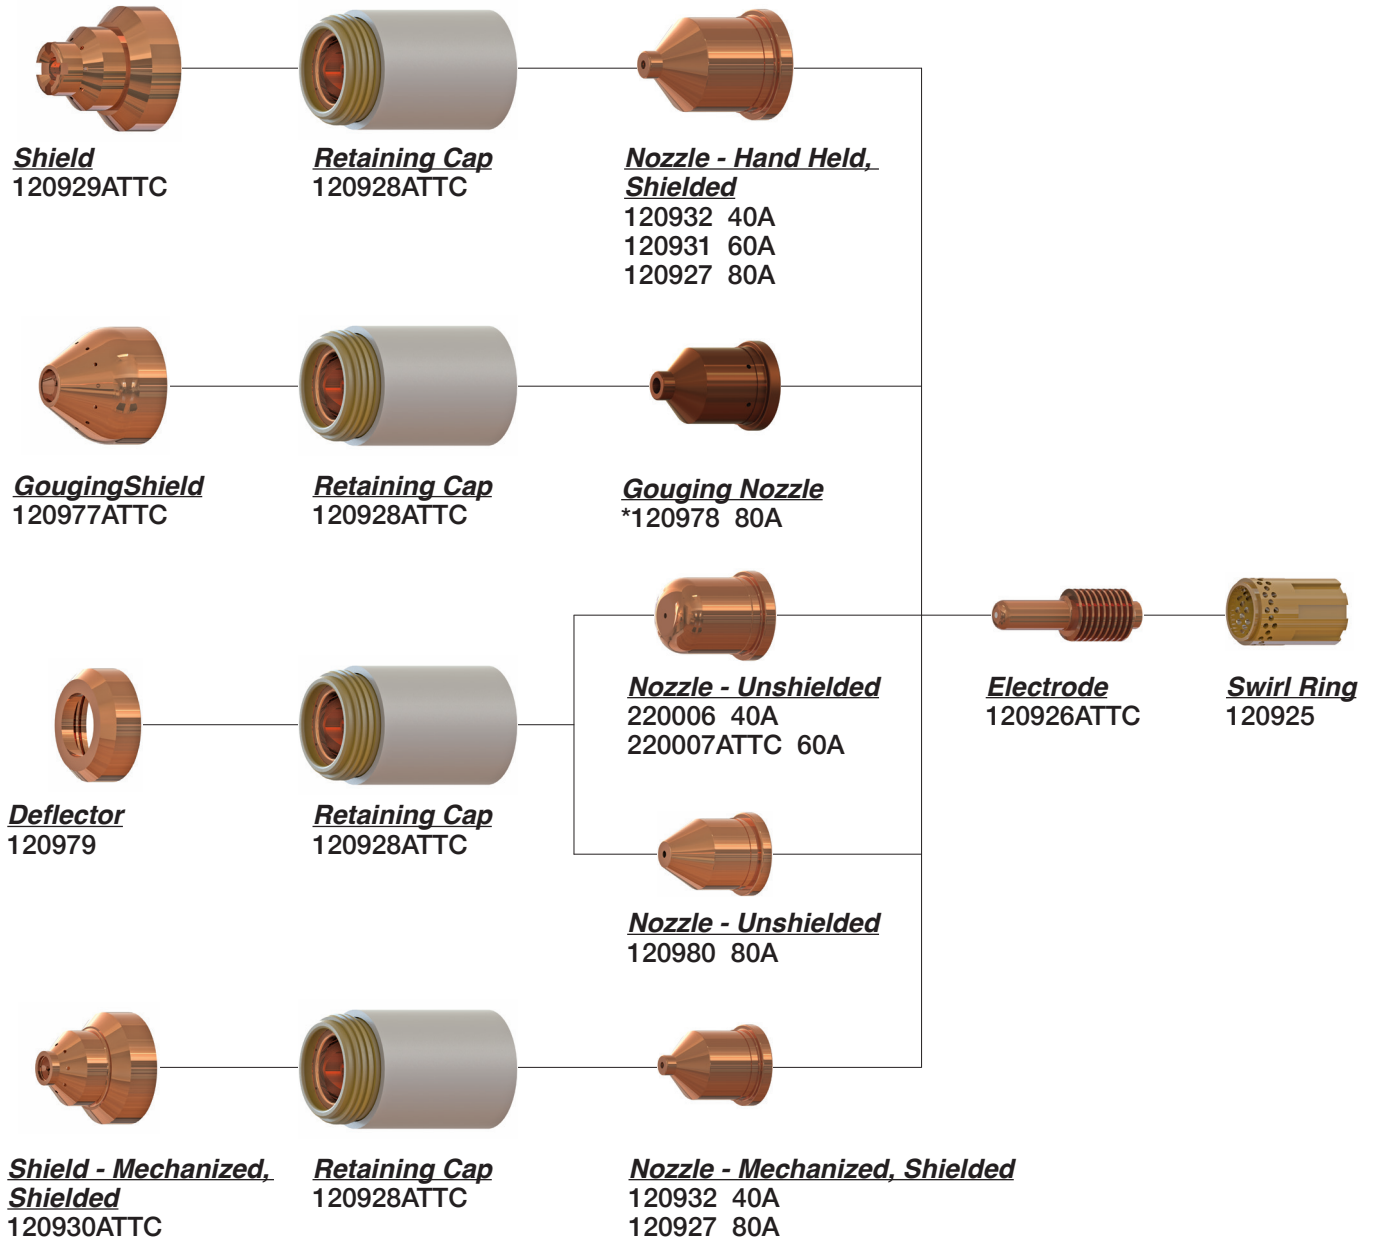 Shield
120929ATTC
Retaining Cap
120928ATTC
Nozzle - Hand Held,
Shielded
120932 40A
120931 60A
120927 80A
GougingShield
120977ATTC
Retaining Cap
120928ATTC
Gouging Nozzle
*120978 80A
Deflector
120979
Retaining Cap
120928ATTC
Nozzle - Unshielded
220006 40A
220007ATTC 60A
Nozzle - Unshielded
120980 80A
Electrode
120926ATTC
Swirl Ring
120925
Shield - Mechanized,
Shielded
120930ATTC
Retaining Cap
120928ATTC
Nozzle - Mechanized, Shielded
120932 40A
120927 80A